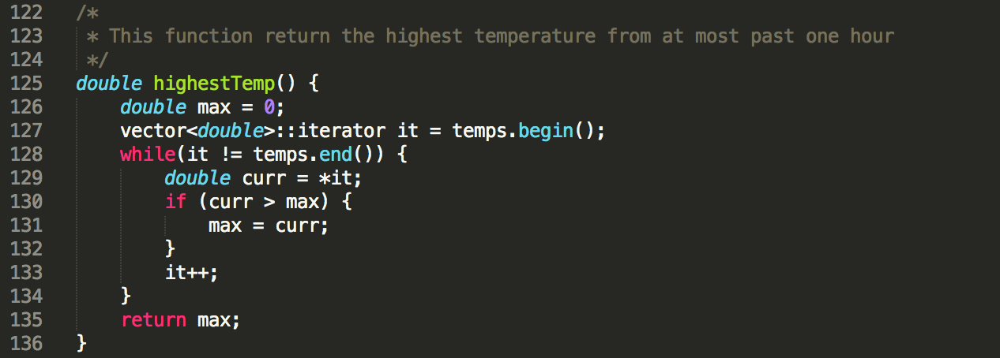 122 /*
123 * This function return the highest temperature from at most past one hour
124 */
125 double highestTemp() {
126 double max = 0;
127 vector<double>::iterator it = temps.begin();
128 while(it != temps.end()) {
129 double curr = *it;
130 if (curr > max) {
131 max = curr;
132 }
133 it++;
134 }
135 return max;
136 }